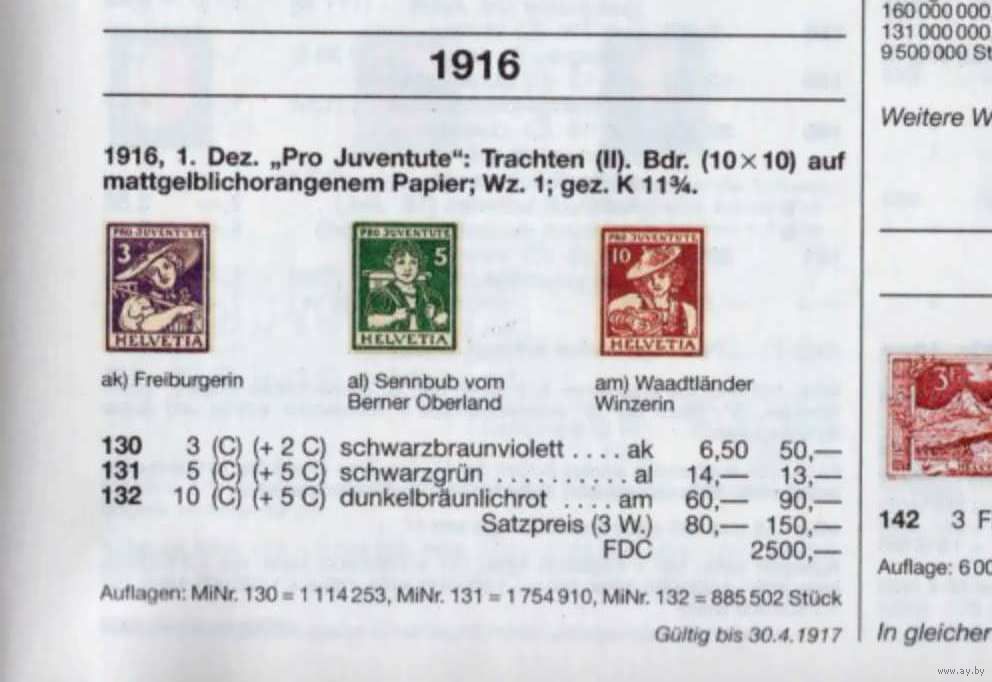 1916
1916, 1. Dez. „Pro Juventute“: Trachten (II). Bdr. (10×10) auf
mattgelblichorangenem Papier; Wz. 1; gez. K 11¾.
PRO JUVENTUTE
3
HELVETIA
PRO JUVENTUTE
5
HELVETIA
PRO JUVENTUTE
10
HELVETIA
ak) Freiburgerin
al) Sennbub vom
Berner Oberland
am) Waadtländer
Winzerin
130 3 (C) (+ 2 C) schwarzbraunviolett .... ak 6,50 50,—
131 5 (C) (+ 5 C) schwarzgrün .......... al 14,— 13,—
132 10 (C) (+ 5 C) dunkelbräunlichrot .... am 60,— 90,—
Satzpreis (3 W.) 80,— 150,—
FDC 2500,—
Auflagen: MiNr. 130 = 1 114 253, MiNr. 131 = 1 754 910, MiNr. 132 = 885 502 Stück
Gültig bis 30.4.1917
160 000 000
131 000 000
9 500 000 St
Weitere W
3
142 3 F
Auflage: 600
In gleicher
www.ay.by